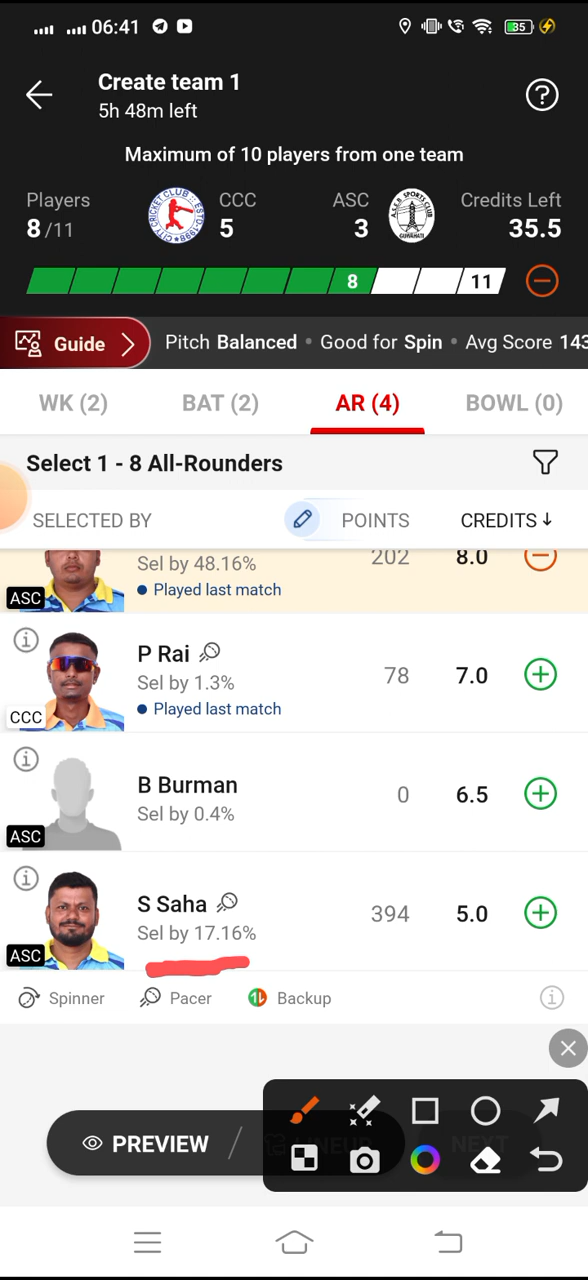 06:41
35
Create team 1
5h 48m left
Maximum of 10 players from one team
Players CCC ASC Credits Left
8/11 5 3 35.5
8 11
Guide Pitch Balanced • Good for Spin • Avg Score 143
WK (2) BAT (2) AR (4) BOWL (0)
Select 1 - 8 All-Rounders
SELECTED BY POINTS CREDITS↓
Sel by 48.16% 202 8.0
ASC • Played last match
P Rai
Sel by 1.3% 78 7.0
CCC • Played last match
B Burman
Sel by 0.4% 0 6.5
ASC
S Saha
Sel by 17.16% 394 5.0
ASC
Spinner Pacer Backup
PREVIEW / LINEUP NEXT